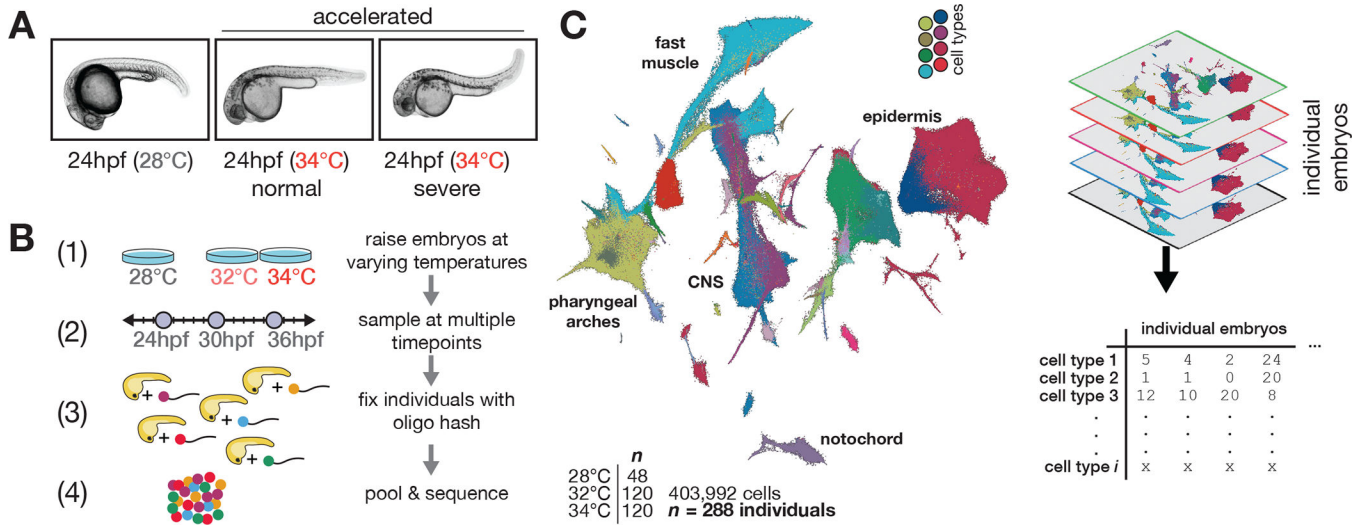 A
accelerated
24hpf (28°C)
24hpf (34°C)
normal
24hpf (34°C)
severe
B
(1)
28°C
32°C
34°C
raise embryos at
varying temperatures
(2)
24hpf
30hpf
36hpf
sample at multiple
timepoints
(3)
+
+
+
+
+
fix individuals with
oligo hash
(4)
pool & sequence
C
fast
muscle
cell types
epidermis
CNS
pharyngeal
arches
notochord
n
28°C 48
32°C 120 403,992 cells
34°C 120 n = 288 individuals
individual
embryos
individual embryos
...
cell type 1 5 4 2 24
cell type 2 1 1 0 20
cell type 3 12 10 20 8
. . . . .
. . . . .
. . . . .
cell type i x x x x